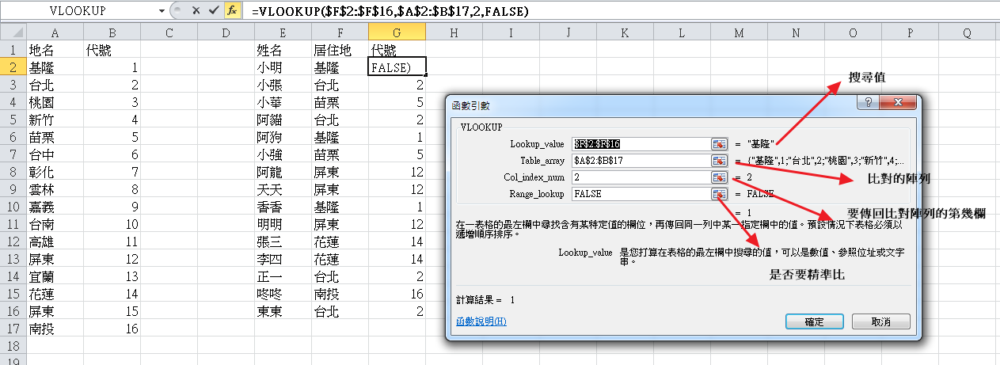 VLOOKUP =VLOOKUP($F$2:$F$16,$A$2:$B$17,2,FALSE)
A B C D E F G H I J K L M N O P Q
1 地名 代號 姓名 居住地 代號
2 基隆 1 小明 基隆 FALSE)
3 台北 2 小張 台北 2
4 桃園 3 小華 苗栗 5
5 新竹 4 阿貓 台北 2
6 苗栗 5 阿狗 基隆 1
7 台中 6 小強 苗栗 5
8 彰化 7 阿龍 屏東 12
9 雲林 8 天天 屏東 12
10 嘉義 9 香香 基隆 1
11 台南 10 明明 屏東 12
12 高雄 11 張三 花蓮 14
13 屏東 12 李四 花蓮 14
14 宜蘭 13 正一 台北 2
15 花蓮 14 咚咚 南投 16
16 屏東 15 東東 台北 2
17 南投 16
18
19
搜尋值
函數引數
VLOOKUP
Lookup_value $F$2:$F$16 = "基隆"
Table_array $A$2:$B$17 = {"基隆",1;"台北",2;"桃園",3;"新竹",4;...
比對的陣列
Col_index_num 2 = 2
Range_lookup FALSE = FALSE
= 1
要傳回比對陣列的第幾欄
在一表格的最左欄中尋找含有某特定值的欄位，再傳回同一列中某一指定欄中的值。預設情況下表格必須以
遞增順序排序。
Lookup_value 是您打算在表格的最左欄中搜尋的值，可以是數值、參照位址或文字
串。
是否要精準比
計算結果 = 1
函數說明(H)
確定 取消